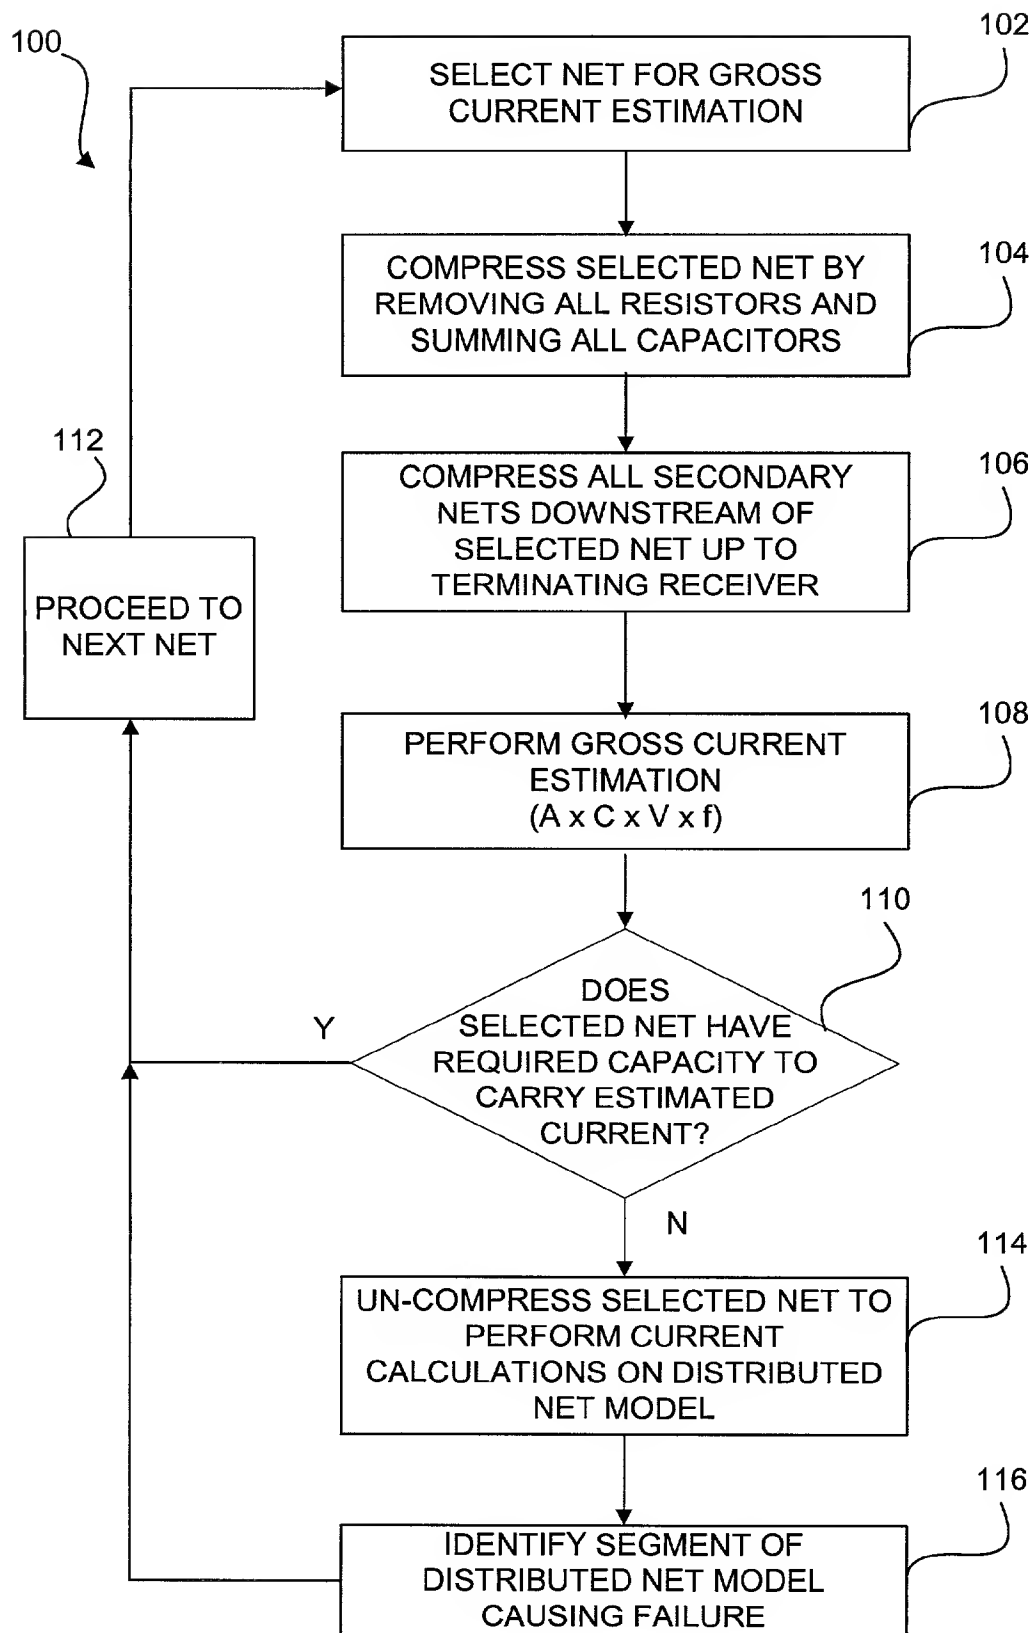 100
102
SELECT NET FOR GROSS
CURRENT ESTIMATION
104
COMPRESS SELECTED NET BY
REMOVING ALL RESISTORS AND
SUMMING ALL CAPACITORS
106
COMPRESS ALL SECONDARY
NETS DOWNSTREAM OF
SELECTED NET UP TO
TERMINATING RECEIVER
112
PROCEED TO
NEXT NET
108
PERFORM GROSS CURRENT
ESTIMATION
(A x C x V x f)
110
DOES
SELECTED NET HAVE
REQUIRED CAPACITY TO
CARRY ESTIMATED
CURRENT?
Y
N
114
UN-COMPRESS SELECTED NET TO
PERFORM CURRENT
CALCULATIONS ON DISTRIBUTED
NET MODEL
116
IDENTIFY SEGMENT OF
DISTRIBUTED NET MODEL
CAUSING FAILURE